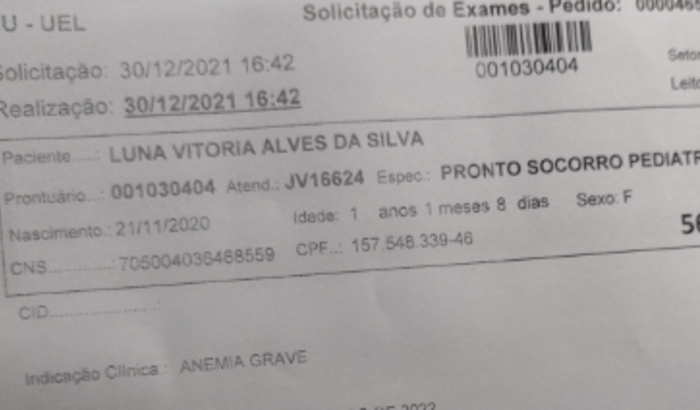 U - UEL
Solicitação de Exames - Pedido:
001030404
Solicitação: 30/12/2021 16:42
Realização: 30/12/2021 16:42
Paciente.....: LUNA VITORIA ALVES DA SILVA
Prontuário...: 001030404 Atend.: JV16624 Espec.: PRONTO SOCORRO PEDIATR
Nascimento.: 21/11/2020 Idade: 1 anos 1 meses 8 dias Sexo: F
CNS.............: 705004036468559 CPF..: 157.548.339-46
CID......................:
Indicação Clínica.: ANEMIA GRAVE